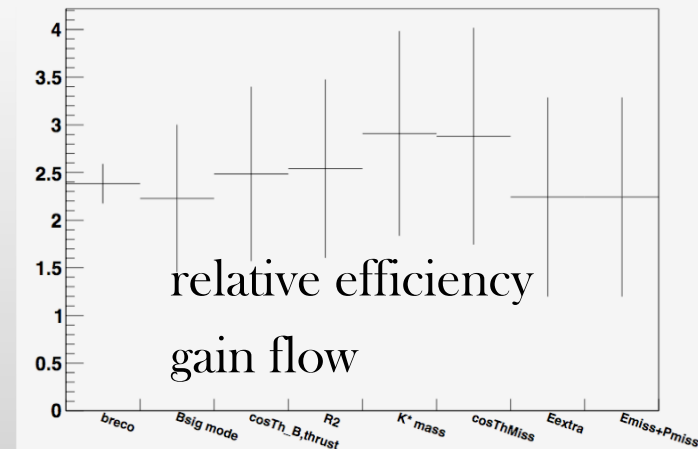 4
3.5
3
2.5
2
1.5
1
0.5
0
relative efficiency
gain flow
breco
Bsig mode
cosTh_B,thrust
R2
K* mass
cosThMiss
Eextra
Emiss+Pmiss